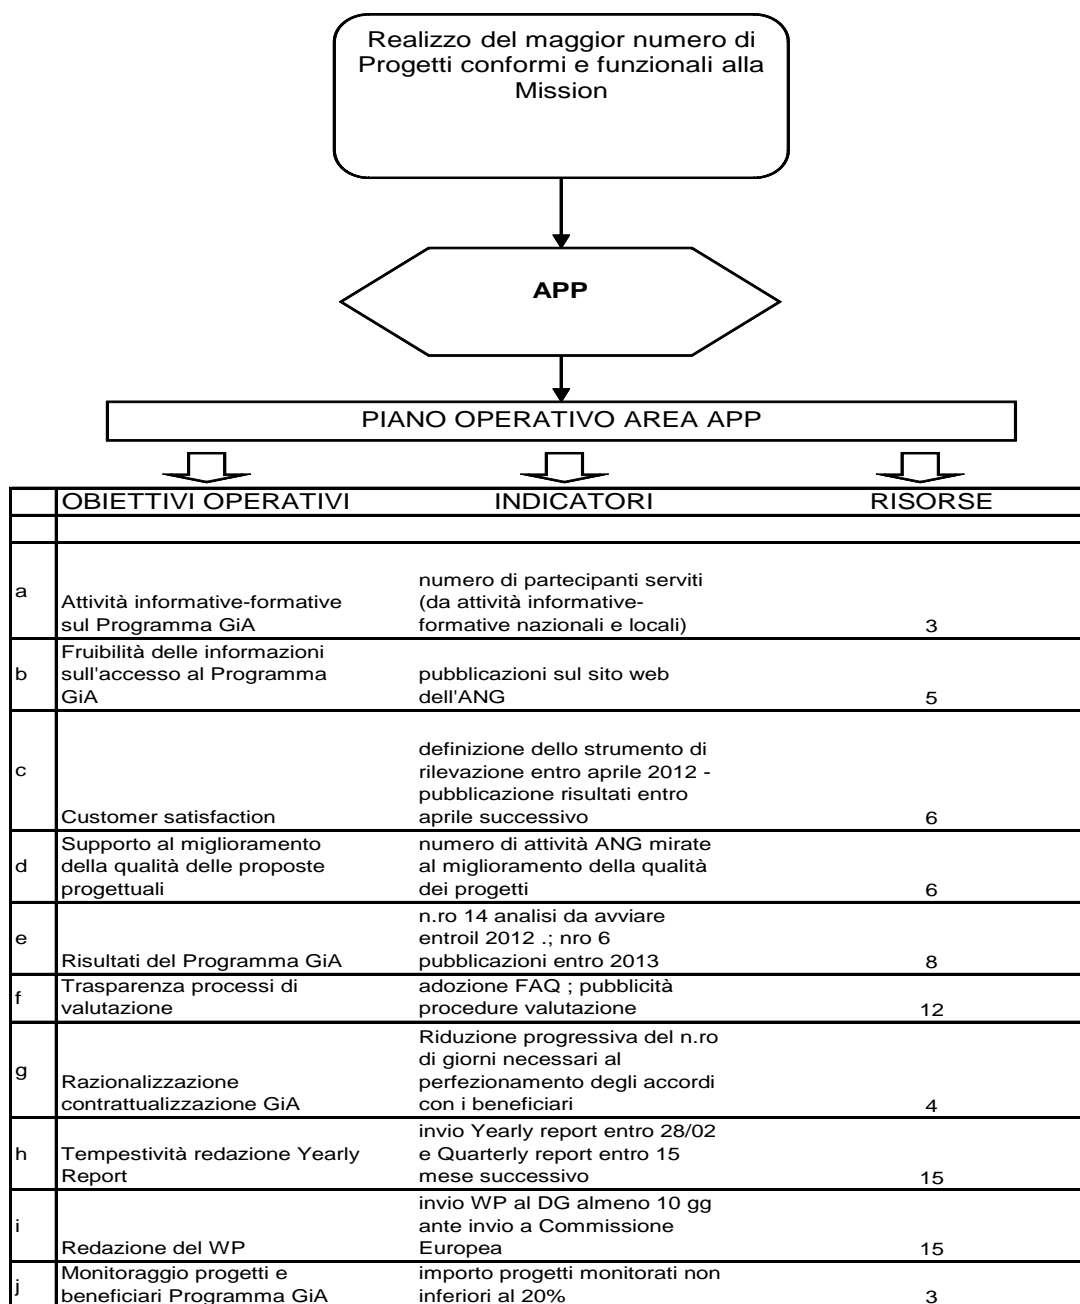 Realizzo del maggior numero di
Progetti conformi e funzionali alla
Mission
APP
PIANO OPERATIVO AREA APP
OBIETTIVI OPERATIVI INDICATORI RISORSE
a
Attività informative-formative
sul Programma GiA
numero di partecipanti serviti
(da attività informative-
formative nazionali e locali)
3
b
Fruibilità delle informazioni
sull'accesso al Programma
GiA
pubblicazioni sul sito web
dell'ANG
5
c
Customer satisfaction
definizione dello strumento di
rilevazione entro aprile 2012 -
pubblicazione risultati entro
aprile successivo
6
d
Supporto al miglioramento
della qualità delle proposte
progettuali
numero di attività ANG mirate
al miglioramento della qualità
dei progetti
6
e
Risultati del Programma GiA
n.ro 14 analisi da avviare
entroil 2012 .; nro 6
pubblicazioni entro 2013
8
f
Trasparenza processi di
valutazione
adozione FAQ ; pubblicità
procedure valutazione
12
g
Razionalizzazione
contrattualizzazione GiA
Riduzione progressiva del n.ro
di giorni necessari al
perfezionamento degli accordi
con i beneficiari
4
h
Tempestività redazione Yearly
Report
invio Yearly report entro 28/02
e Quarterly report entro 15
mese successivo
15
i
Redazione del WP
invio WP al DG almeno 10 gg
ante invio a Commissione
Europea
15
j
Monitoraggio progetti e
beneficiari Programma GiA
importo progetti monitorati non
inferiori al 20%
3